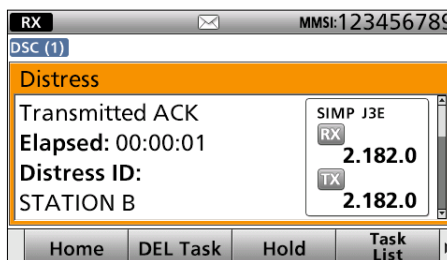 RX MMSI:123456789
DSC (1)
Distress
Transmitted ACK
Elapsed: 00:00:01
Distress ID:
STATION B
SIMP J3E
RX
2.182.0
TX
2.182.0
Home DEL Task Hold Task List